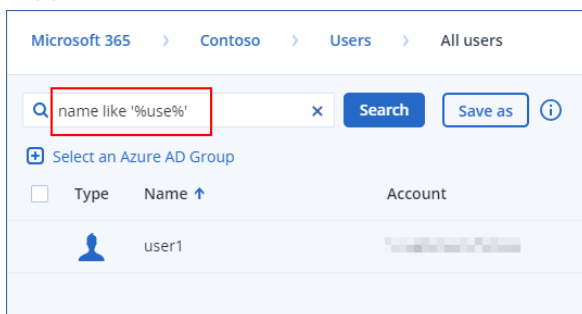 Microsoft 365 > Contoso > Users > All users
name like '%use%' × Search Save as i
Select an Azure AD Group
Type Name ↑ Account
user1